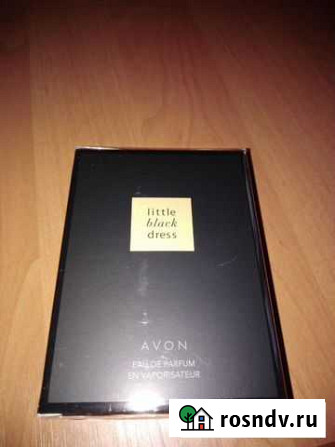 little
black
dress
AVON
EAU DE PARFUM
EN VAPORISATEUR
rosndv.ru